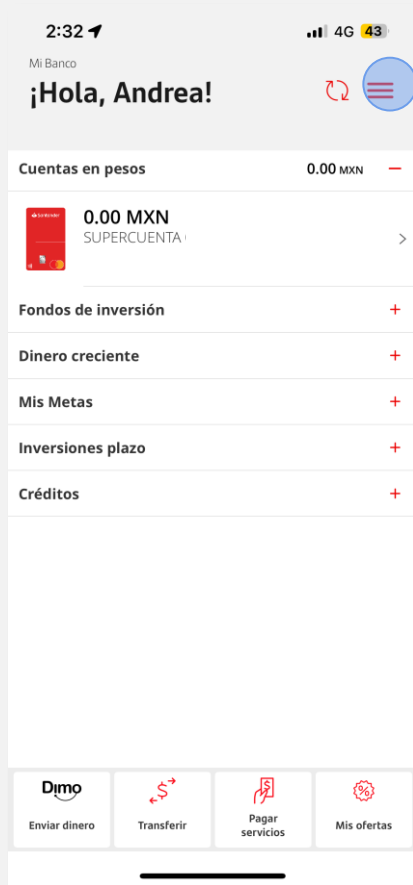 2:32
4G 43
Mi Banco
¡Hola, Andrea!
Cuentas en pesos 0.00 MXN
Santander
0.00 MXN
SUPERCUENTA
Fondos de inversión
Dinero creciente
Mis Metas
Inversiones plazo
Créditos
Dimo
Enviar dinero
Transferir
Pagar
servicios
Mis ofertas